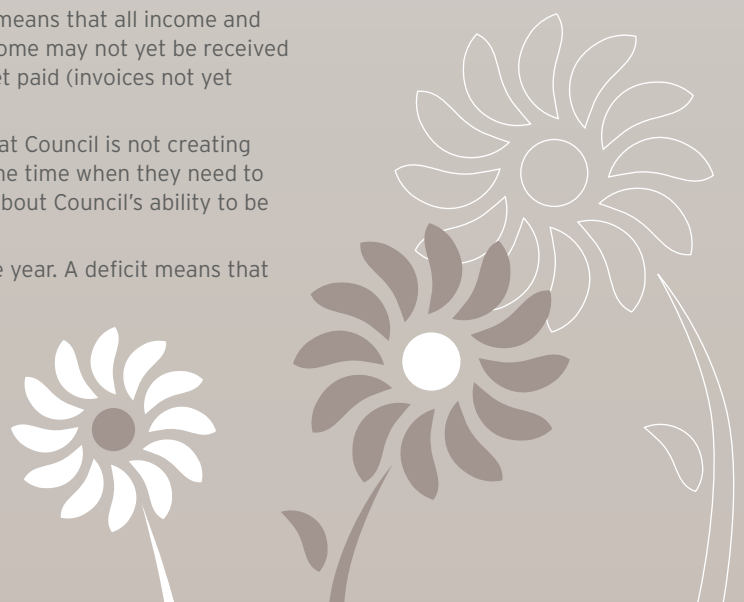 means that all income and
ome may not yet be received
et paid (invoices not yet
at Council is not creating
he time when they need to
bout Council's ability to be
e year. A deficit means that